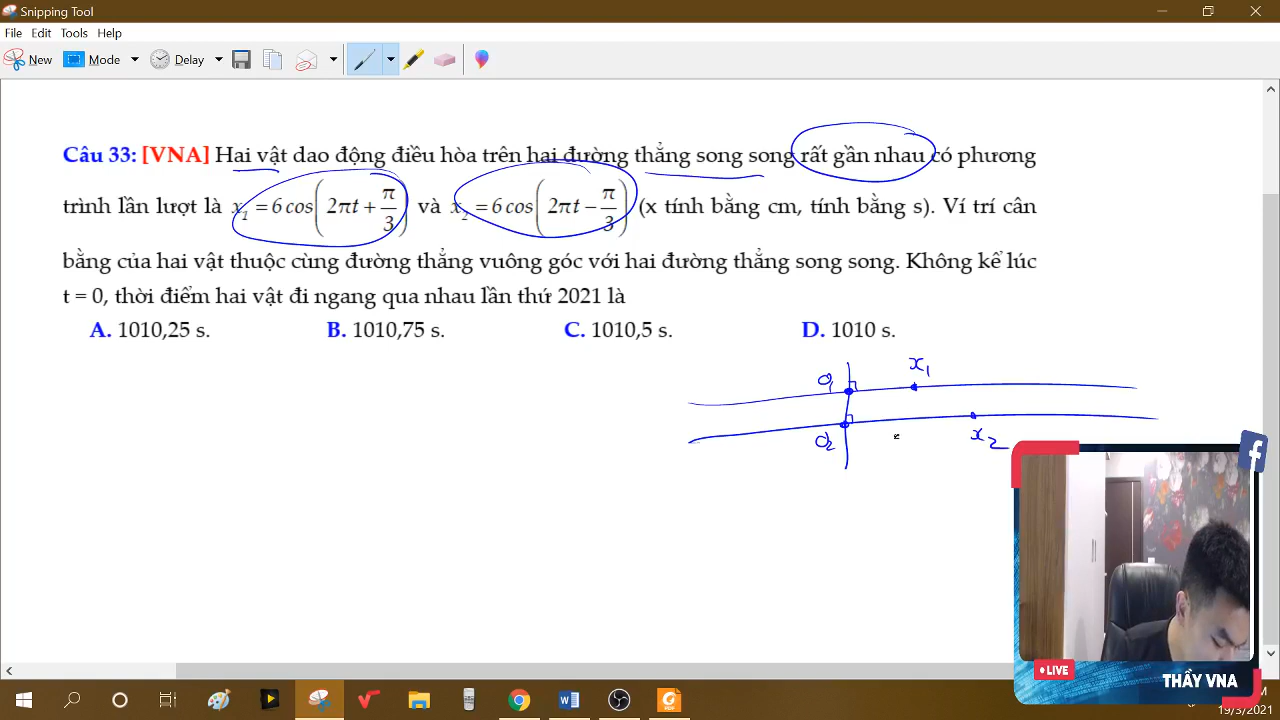 Snipping Tool
File Edit Tools Help
New Mode Delay
Câu 33: [VNA] Hai vật dao động điều hòa trên hai đường thẳng song song rất gần nhau có phương
trình lần lượt là x₁ = 6 cos(2πt + π/3) và x₂ = 6 cos(2πt − π/3) (x tính bằng cm, tính bằng s). Ví trí cân
bằng của hai vật thuộc cùng đường thẳng vuông góc với hai đường thẳng song song. Không kể lúc
t = 0, thời điểm hai vật đi ngang qua nhau lần thứ 2021 là
A. 1010,25 s. B. 1010,75 s. C. 1010,5 s. D. 1010 s.
O₁ x₁
O₂ x₂
LIVE
THẦY VNA
19/3/2021